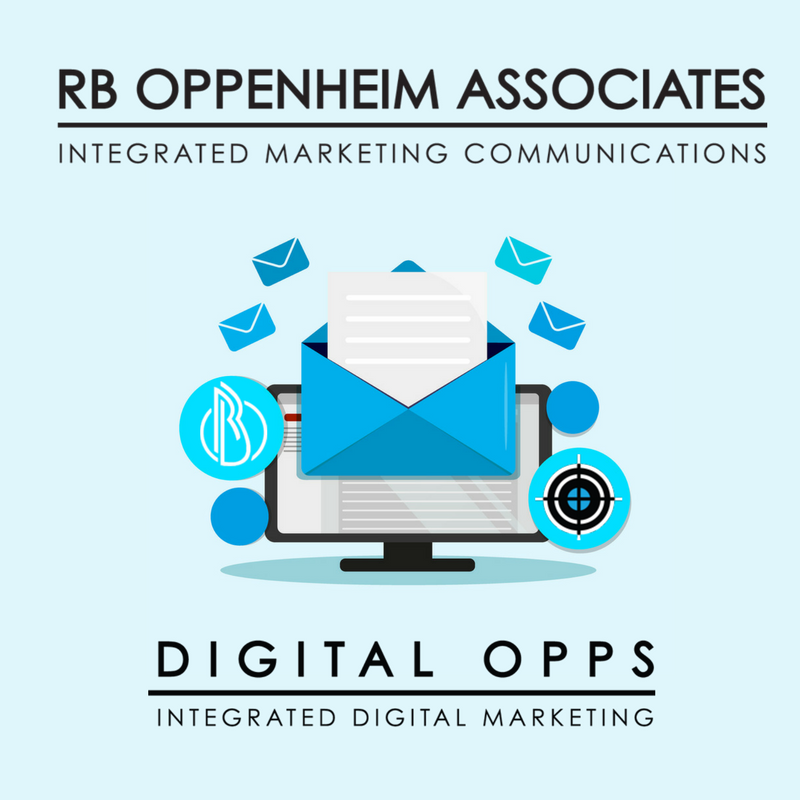 RB OPPENHEIM ASSOCIATES
INTEGRATED MARKETING COMMUNICATIONS
DIGITAL OPPS
INTEGRATED DIGITAL MARKETING